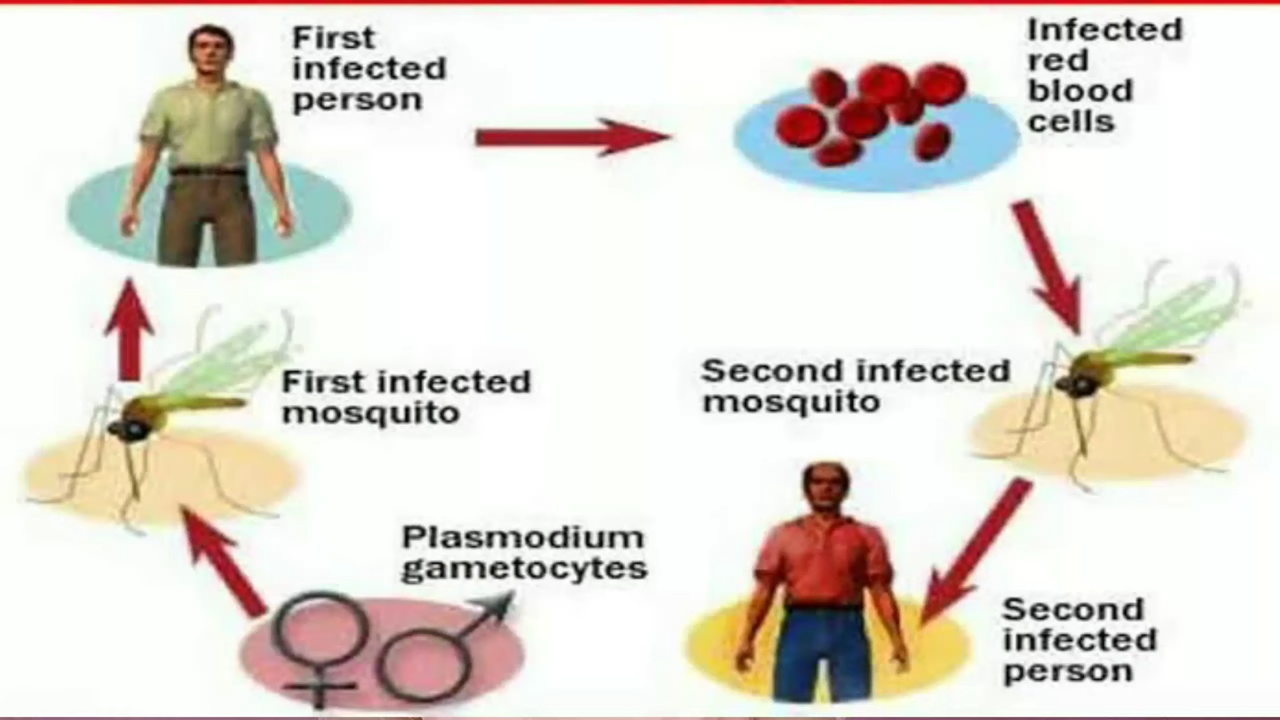 First
infected
person
Infected
red
blood
cells
First infected
mosquito
Second infected
mosquito
Plasmodium
gametocytes
Second
infected
person